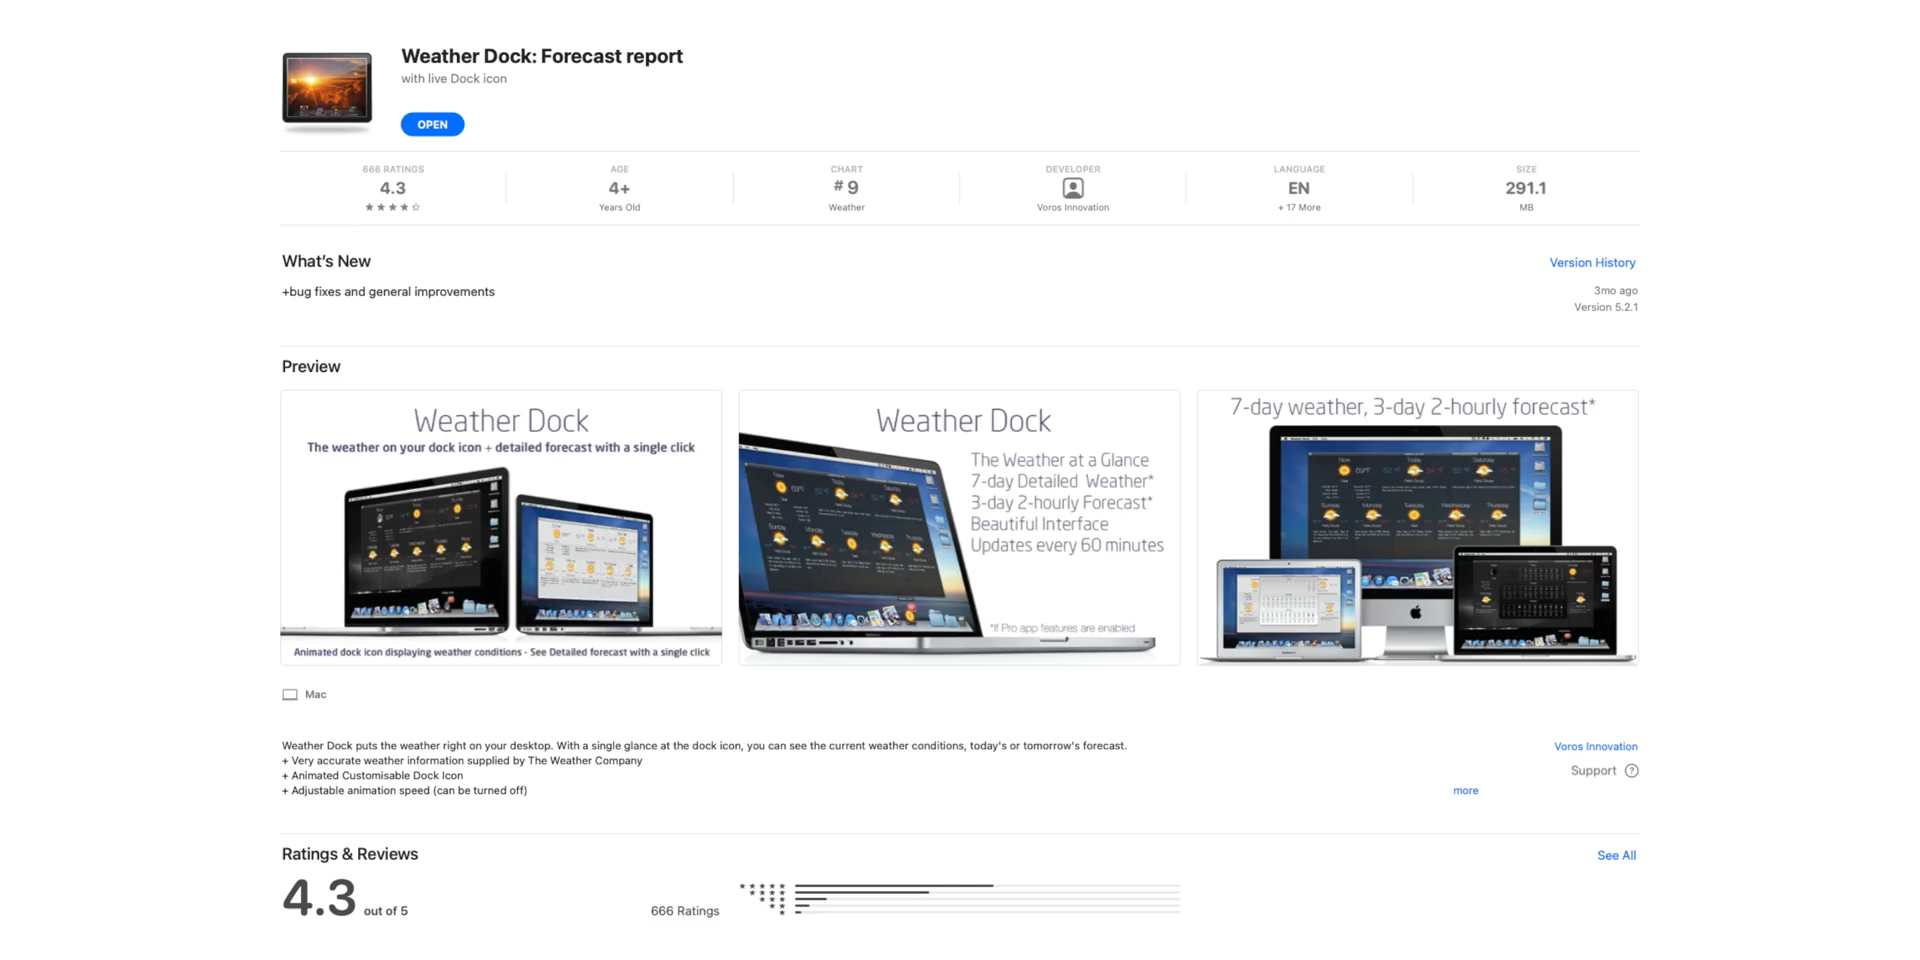 Weather Dock: Forecast report
with live Dock icon
OPEN
666 RATINGS
4.3
★★★★☆
AGE
4+
Years Old
CHART
#9
Weather
DEVELOPER
Voros Innovation
LANGUAGE
EN
+ 17 More
SIZE
291.1
MB
What's New
Version History
+bug fixes and general improvements
3mo ago
Version 5.2.1
Preview
Weather Dock
The weather on your dock icon + detailed forecast with a single click
Animated dock icon displaying weather conditions - See Detailed forecast with a single click
Weather Dock
The Weather at a Glance
7-day Detailed Weather*
3-day 2-hourly Forecast*
Beautiful Interface
Updates every 60 minutes
*If Pro app features are enabled
7-day weather, 3-day 2-hourly forecast*
Mac
Weather Dock puts the weather right on your desktop. With a single glance at the dock icon, you can see the current weather conditions, today's or tomorrow's forecast.
+ Very accurate weather information supplied by The Weather Company
+ Animated Customisable Dock Icon
+ Adjustable animation speed (can be turned off)
more
Voros Innovation
Support ?
Ratings & Reviews
See All
4.3 out of 5
666 Ratings